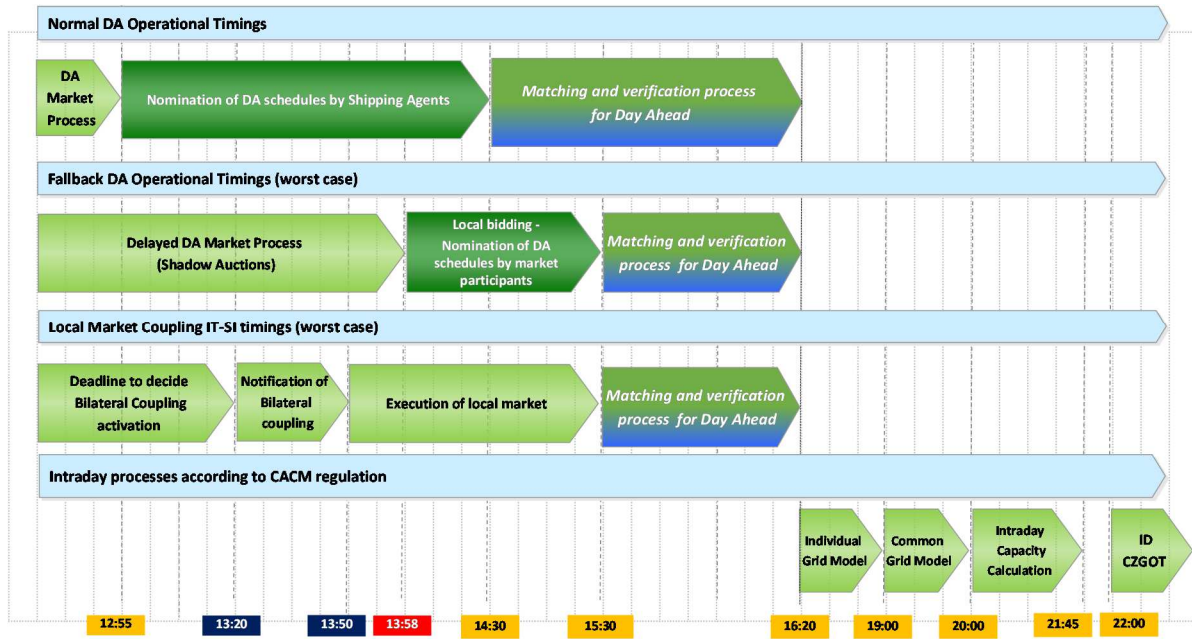 Normal DA Operational Timings
DA
Market
Process
Nomination of DA schedules by Shipping Agents
Matching and verification process
for Day Ahead
Fallback DA Operational Timings (worst case)
Delayed DA Market Process
(Shadow Auctions)
Local bidding -
Nomination of DA
schedules by market
participants
Matching and verification
process for Day Ahead
Local Market Coupling IT-SI timings (worst case)
Deadline to decide
Bilateral Coupling
activation
Notification of
Bilateral
coupling
Execution of local market
Matching and verification
process for Day Ahead
Intraday processes according to CACM regulation
Individual
Grid Model
Common
Grid Model
Intraday
Capacity
Calculation
ID
CZGOT
12:55
13:20
13:50
13:58
14:30
15:30
16:20
19:00
20:00
21:45
22:00